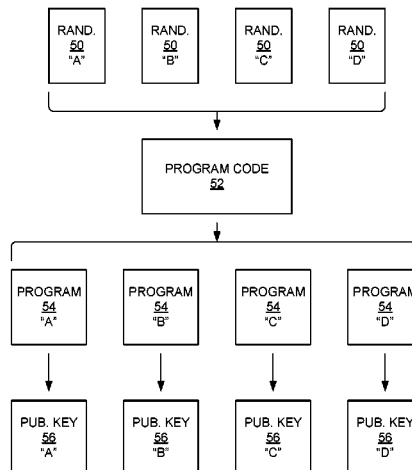 RAND. RAND. RAND. RAND.
50 50 50 50
"A" "B" "C" "D"
PROGRAM CODE
52
PROGRAM PROGRAM PROGRAM PROGRAM
54 54 54 54
"A" "B" "C" "D"
PUB. KEY PUB. KEY PUB. KEY PUB. KEY
56 56 56 56
"A" "B" "C" "D"